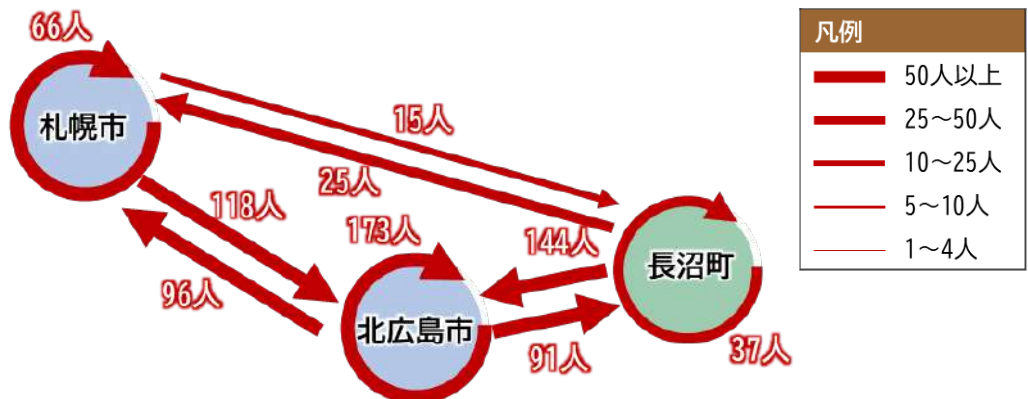 66人
札幌市
15人
25人
118人
96人
173人
北広島市
144人
91人
長沼町
37人
凡例
50人以上
25～50人
10～25人
5～10人
1～4人